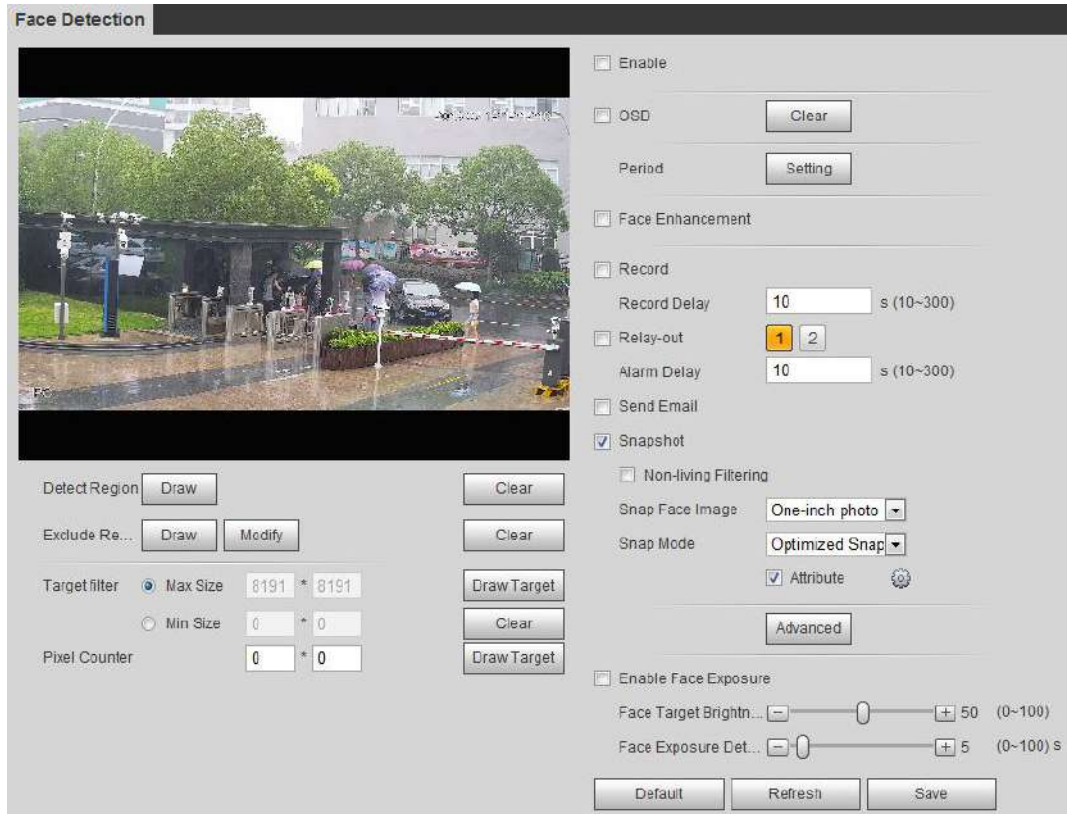 Face Detection
Enable
OSD Clear
Period Setting
Face Enhancement
Record
Record Delay 10 s (10~300)
Relay-out 1 2
Alarm Delay 10 s (10~300)
Send Email
Snapshot
Non-living Filtering
Snap Face Image One-inch photo
Snap Mode Optimized Snap
Attribute
Advanced
Enable Face Exposure
Face Target Brightn... 50 (0~100)
Face Exposure Det... 5 (0~100) s
Default Refresh Save
Detect Region Draw Clear
Exclude Re... Draw Modify Clear
Target filter Max Size 8191 * 8191 Draw Target
Min Size 0 * 0 Clear
Pixel Counter 0 * 0 Draw Target